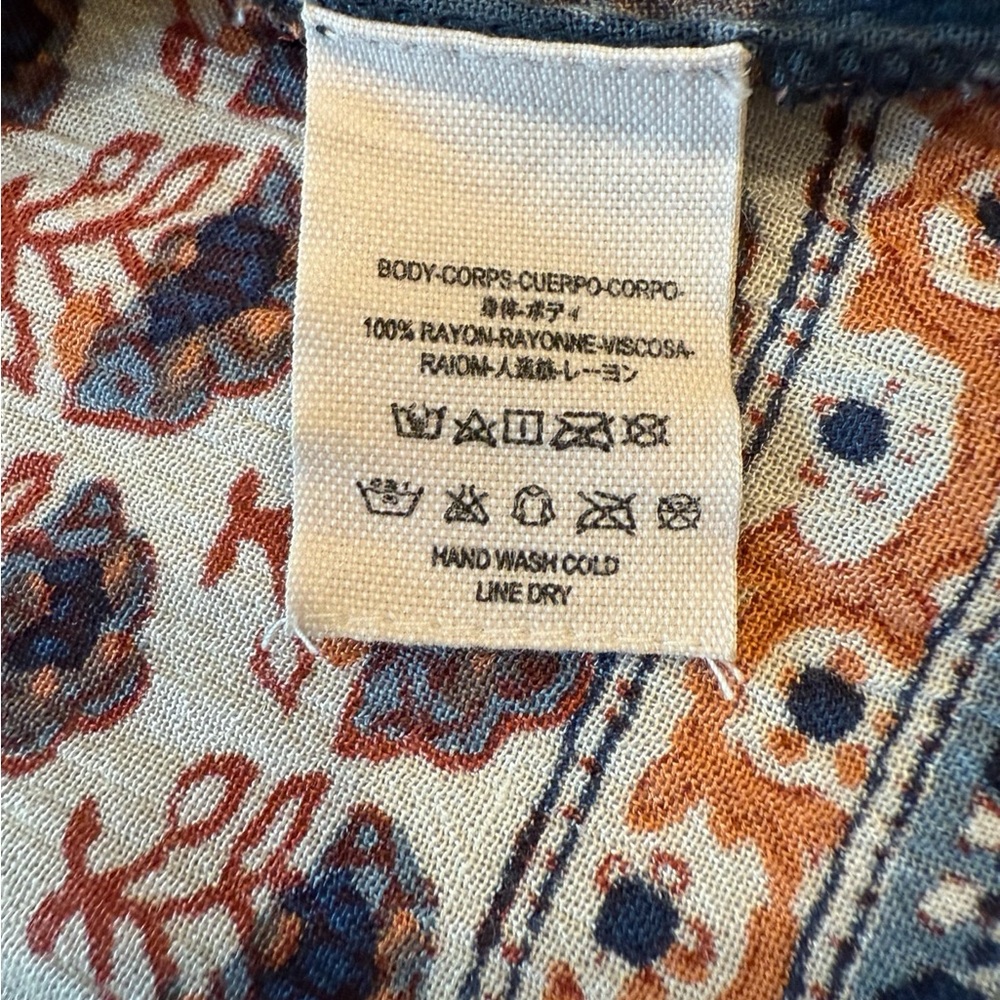 BODY-CORPS-CUERPO-CORPO-
身体-ボディ
100% RAYON-RAYONNE-VISCOSA-
RAIOM-人造絲-レーヨン
HAND WASH COLD
LINE DRY